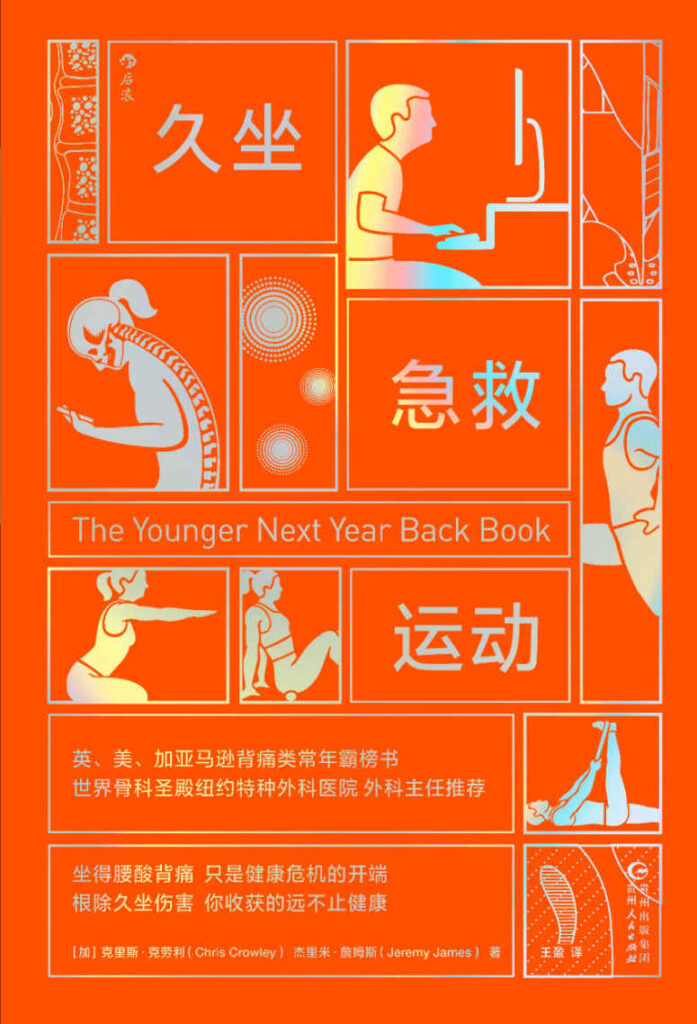 后浪
久坐
急救
The Younger Next Year Back Book
运动
英、美、加亚马逊背痛类常年霸榜书
世界骨科圣殿纽约特种外科医院 外科主任推荐
坐得腰酸背痛 只是健康危机的开端
根除久坐伤害 你收获的远不止健康
[加] 克里斯·克劳利（Chris Crowley） 杰里米·詹姆斯（Jeremy James） 著
王盈 译
贵州出版集团
贵州人民出版社